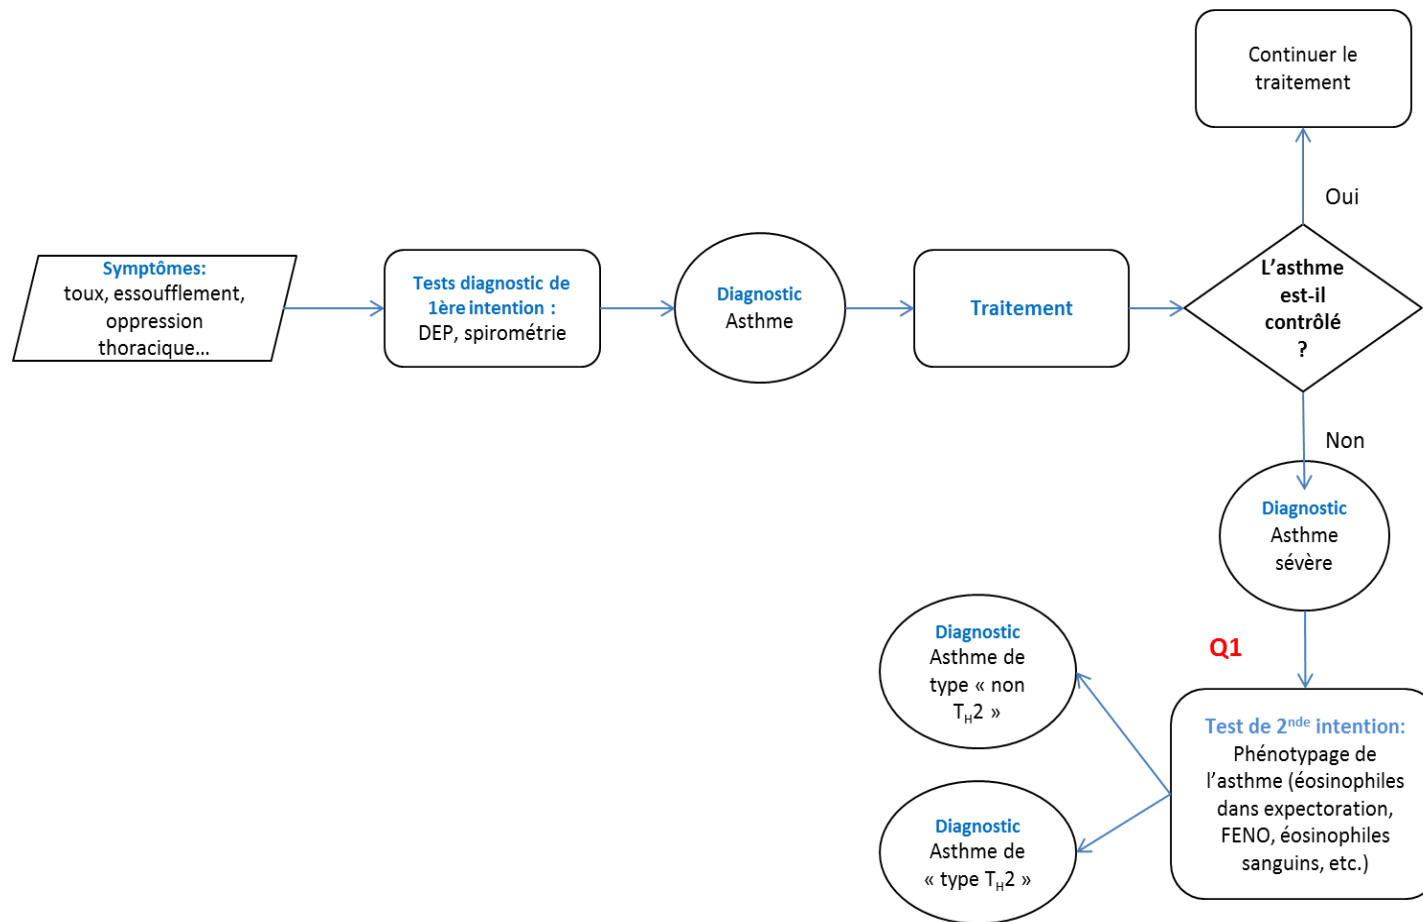 Continuer le
traitement
Oui
Symptômes:
toux, essoufflement,
oppression
thoracique...
Tests diagnostic de
1ère intention :
DEP, spirométrie
Diagnostic
Asthme
Traitement
L'asthme
est-il
contrôlé
?
Non
Diagnostic
Asthme
sévère
Q1
Diagnostic
Asthme de
type « non
TH2 »
Test de 2nde intention:
Phénotypage de
l'asthme (éosinophiles
dans expectoration,
FENO, éosinophiles
sanguins, etc.)
Diagnostic
Asthme de
« type TH2 »